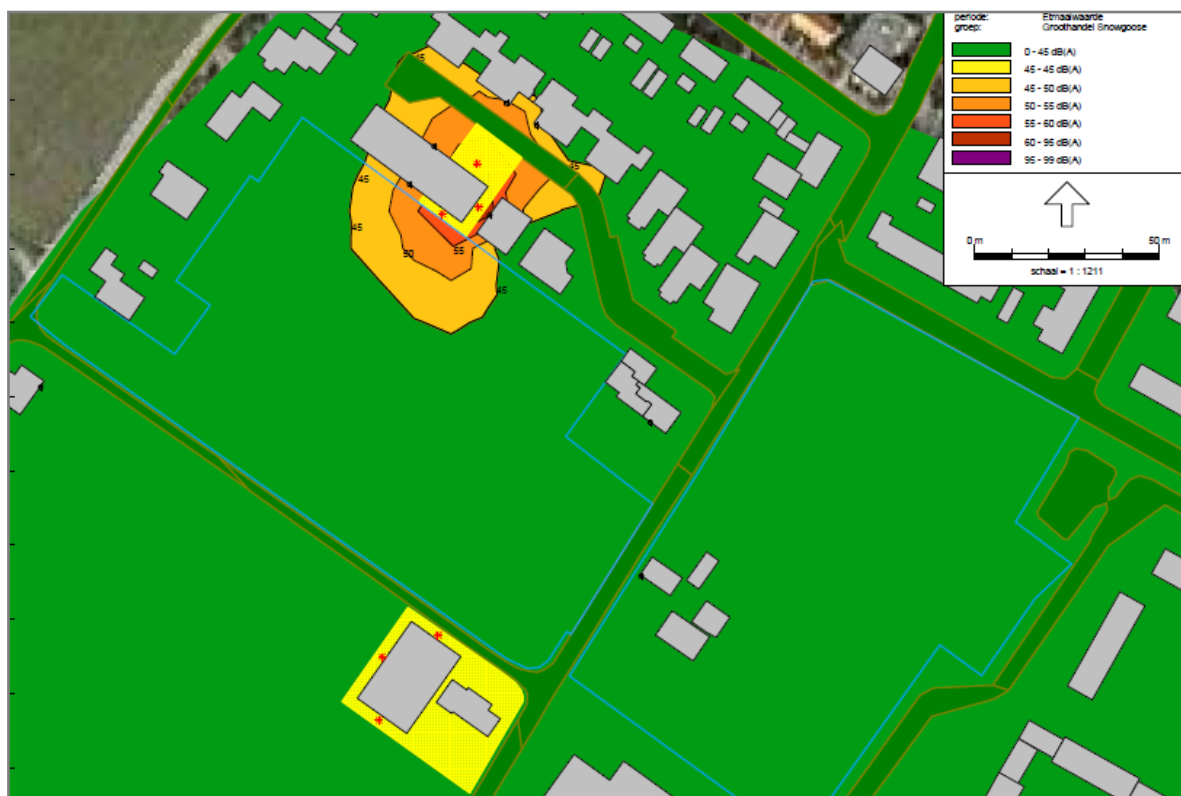 periode: Etmaalwaarde
groep: Groothandel Snowgoose
0 - 45 dB(A)
45 - 45 dB(A)
45 - 50 dB(A)
50 - 55 dB(A)
55 - 60 dB(A)
60 - 95 dB(A)
95 - 99 dB(A)
0 m 50 m
schaal = 1 : 1211
45
45
45
45
50
55
45